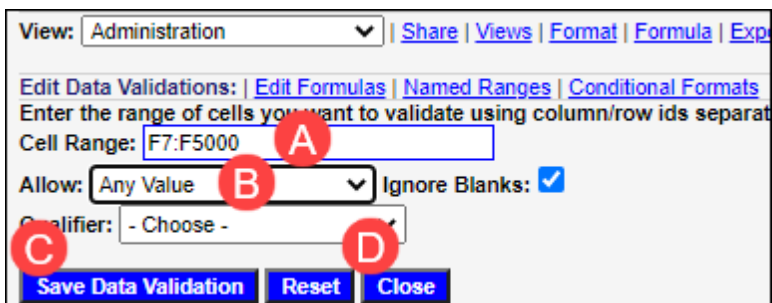 View: Administration | Share | Views | Format | Formula | Expo
Edit Data Validations: | Edit Formulas | Named Ranges | Conditional Formats
Enter the range of cells you want to validate using column/row ids separat
Cell Range: F7:F5000 A
Allow: Any Value B Ignore Blanks:
Qualifier: - Choose -
C D
Save Data Validation Reset Close